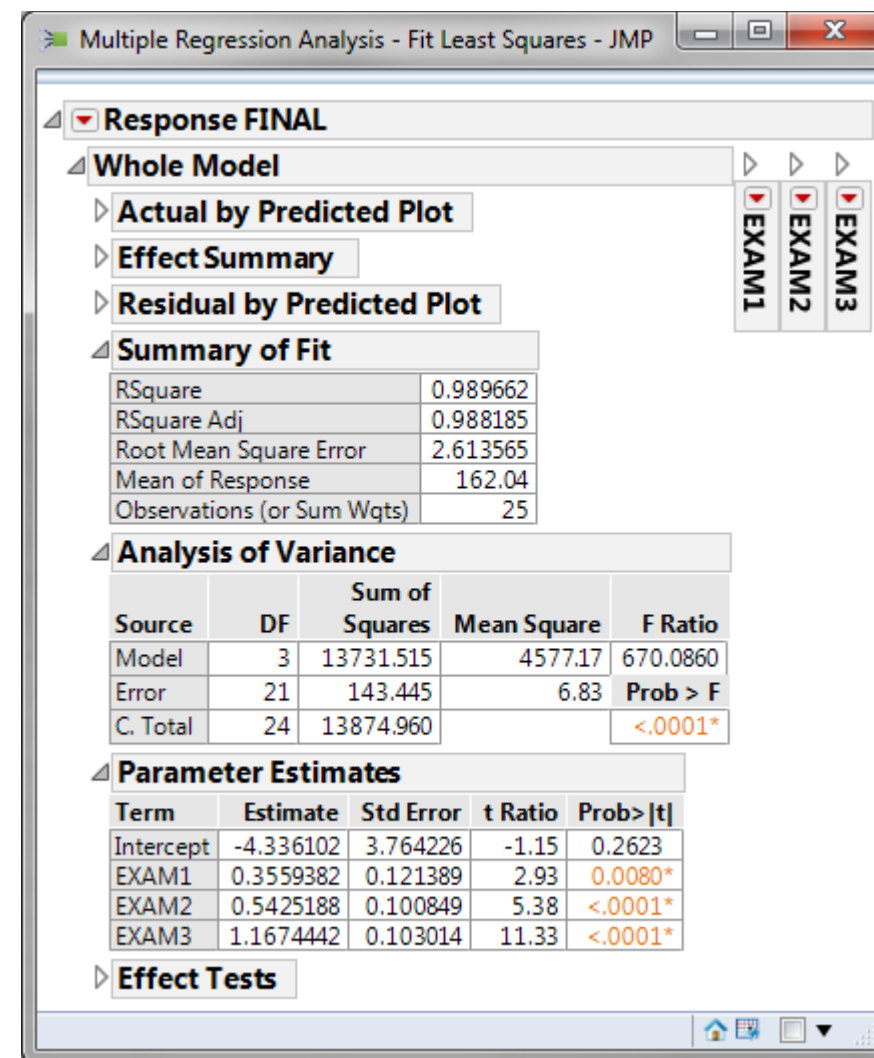 Multiple Regression Analysis - Fit Least Squares - JMP
Response FINAL
Whole Model
Actual by Predicted Plot
Effect Summary
Residual by Predicted Plot
EXAM1
EXAM2
EXAM3
Summary of Fit
RSquare 0.989662
RSquare Adj 0.988185
Root Mean Square Error 2.613565
Mean of Response 162.04
Observations (or Sum Wgts) 25
Analysis of Variance
Sum of
Source DF Squares Mean Square F Ratio
Model 3 13731.515 4577.17 670.0860
Error 21 143.445 6.83 Prob > F
C. Total 24 13874.960 <.0001*
Parameter Estimates
Term Estimate Std Error t Ratio Prob>|t|
Intercept -4.336102 3.764226 -1.15 0.2623
EXAM1 0.3559382 0.121389 2.93 0.0080*
EXAM2 0.5425188 0.100849 5.38 <.0001*
EXAM3 1.1674442 0.103014 11.33 <.0001*
Effect Tests